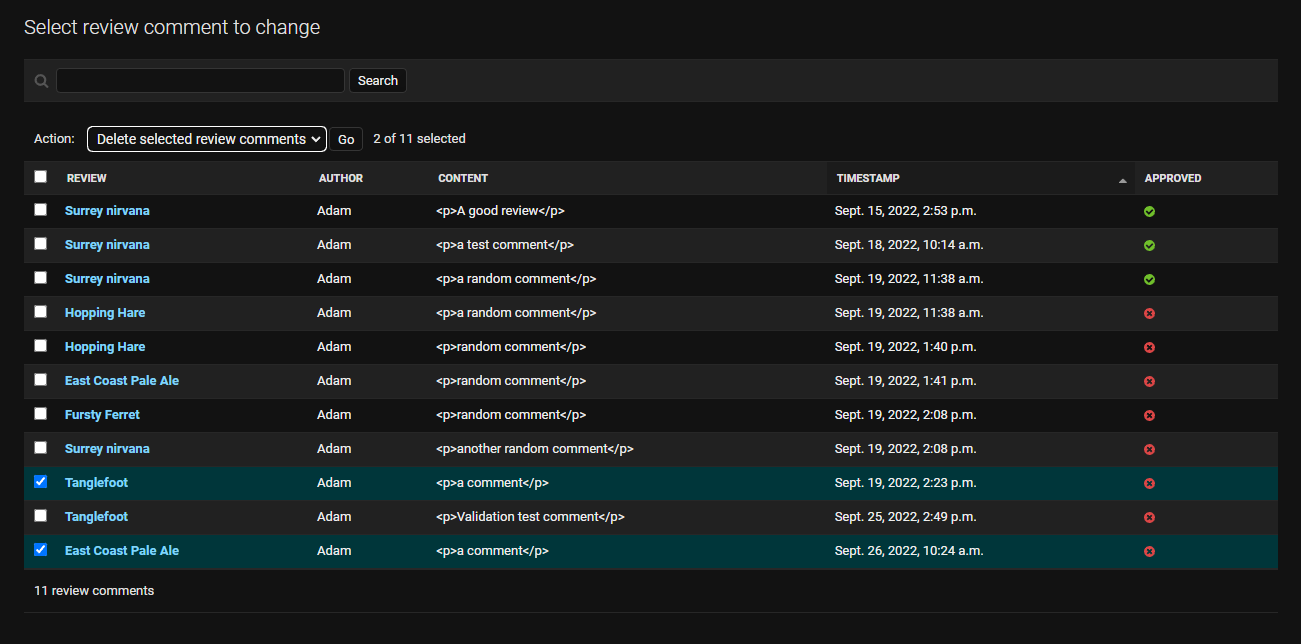 Select review comment to change
Search
Action: Delete selected review comments Go 2 of 11 selected
REVIEW AUTHOR CONTENT TIMESTAMP APPROVED
Surrey nirvana Adam <p>A good review</p> Sept. 15, 2022, 2:53 p.m.
Surrey nirvana Adam <p>a test comment</p> Sept. 18, 2022, 10:14 a.m.
Surrey nirvana Adam <p>a random comment</p> Sept. 19, 2022, 11:38 a.m.
Hopping Hare Adam <p>a random comment</p> Sept. 19, 2022, 11:38 a.m.
Hopping Hare Adam <p>random comment</p> Sept. 19, 2022, 1:40 p.m.
East Coast Pale Ale Adam <p>random comment</p> Sept. 19, 2022, 1:41 p.m.
Fursty Ferret Adam <p>random comment</p> Sept. 19, 2022, 2:08 p.m.
Surrey nirvana Adam <p>another random comment</p> Sept. 19, 2022, 2:08 p.m.
Tanglefoot Adam <p>a comment</p> Sept. 19, 2022, 2:23 p.m.
Tanglefoot Adam <p>Validation test comment</p> Sept. 25, 2022, 2:49 p.m.
East Coast Pale Ale Adam <p>a comment</p> Sept. 26, 2022, 10:24 a.m.
11 review comments